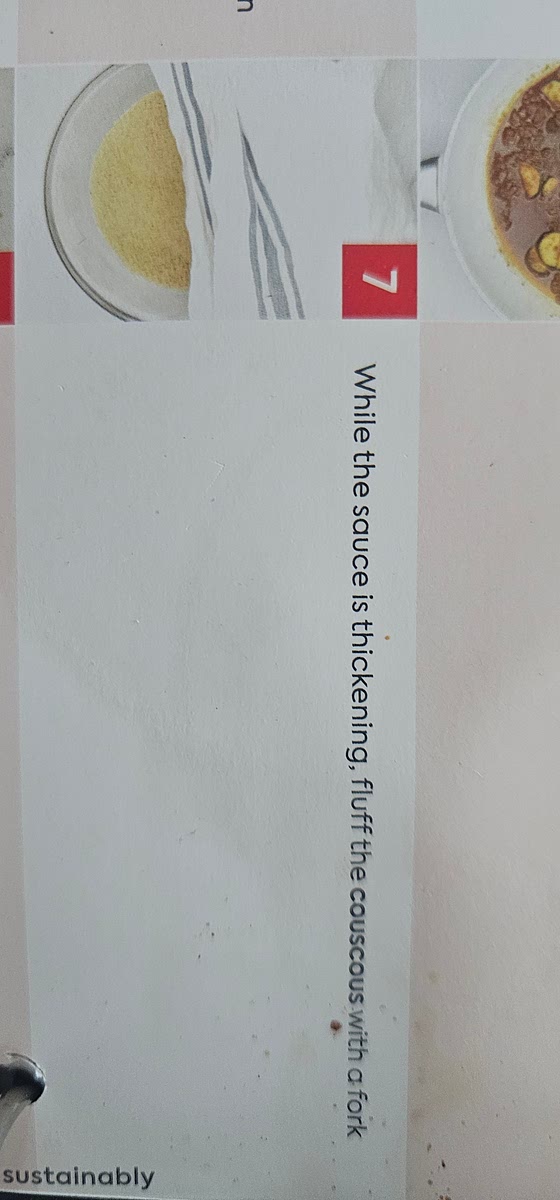 7
While the sauce is thickening, fluff the couscous with a fork
sustainably